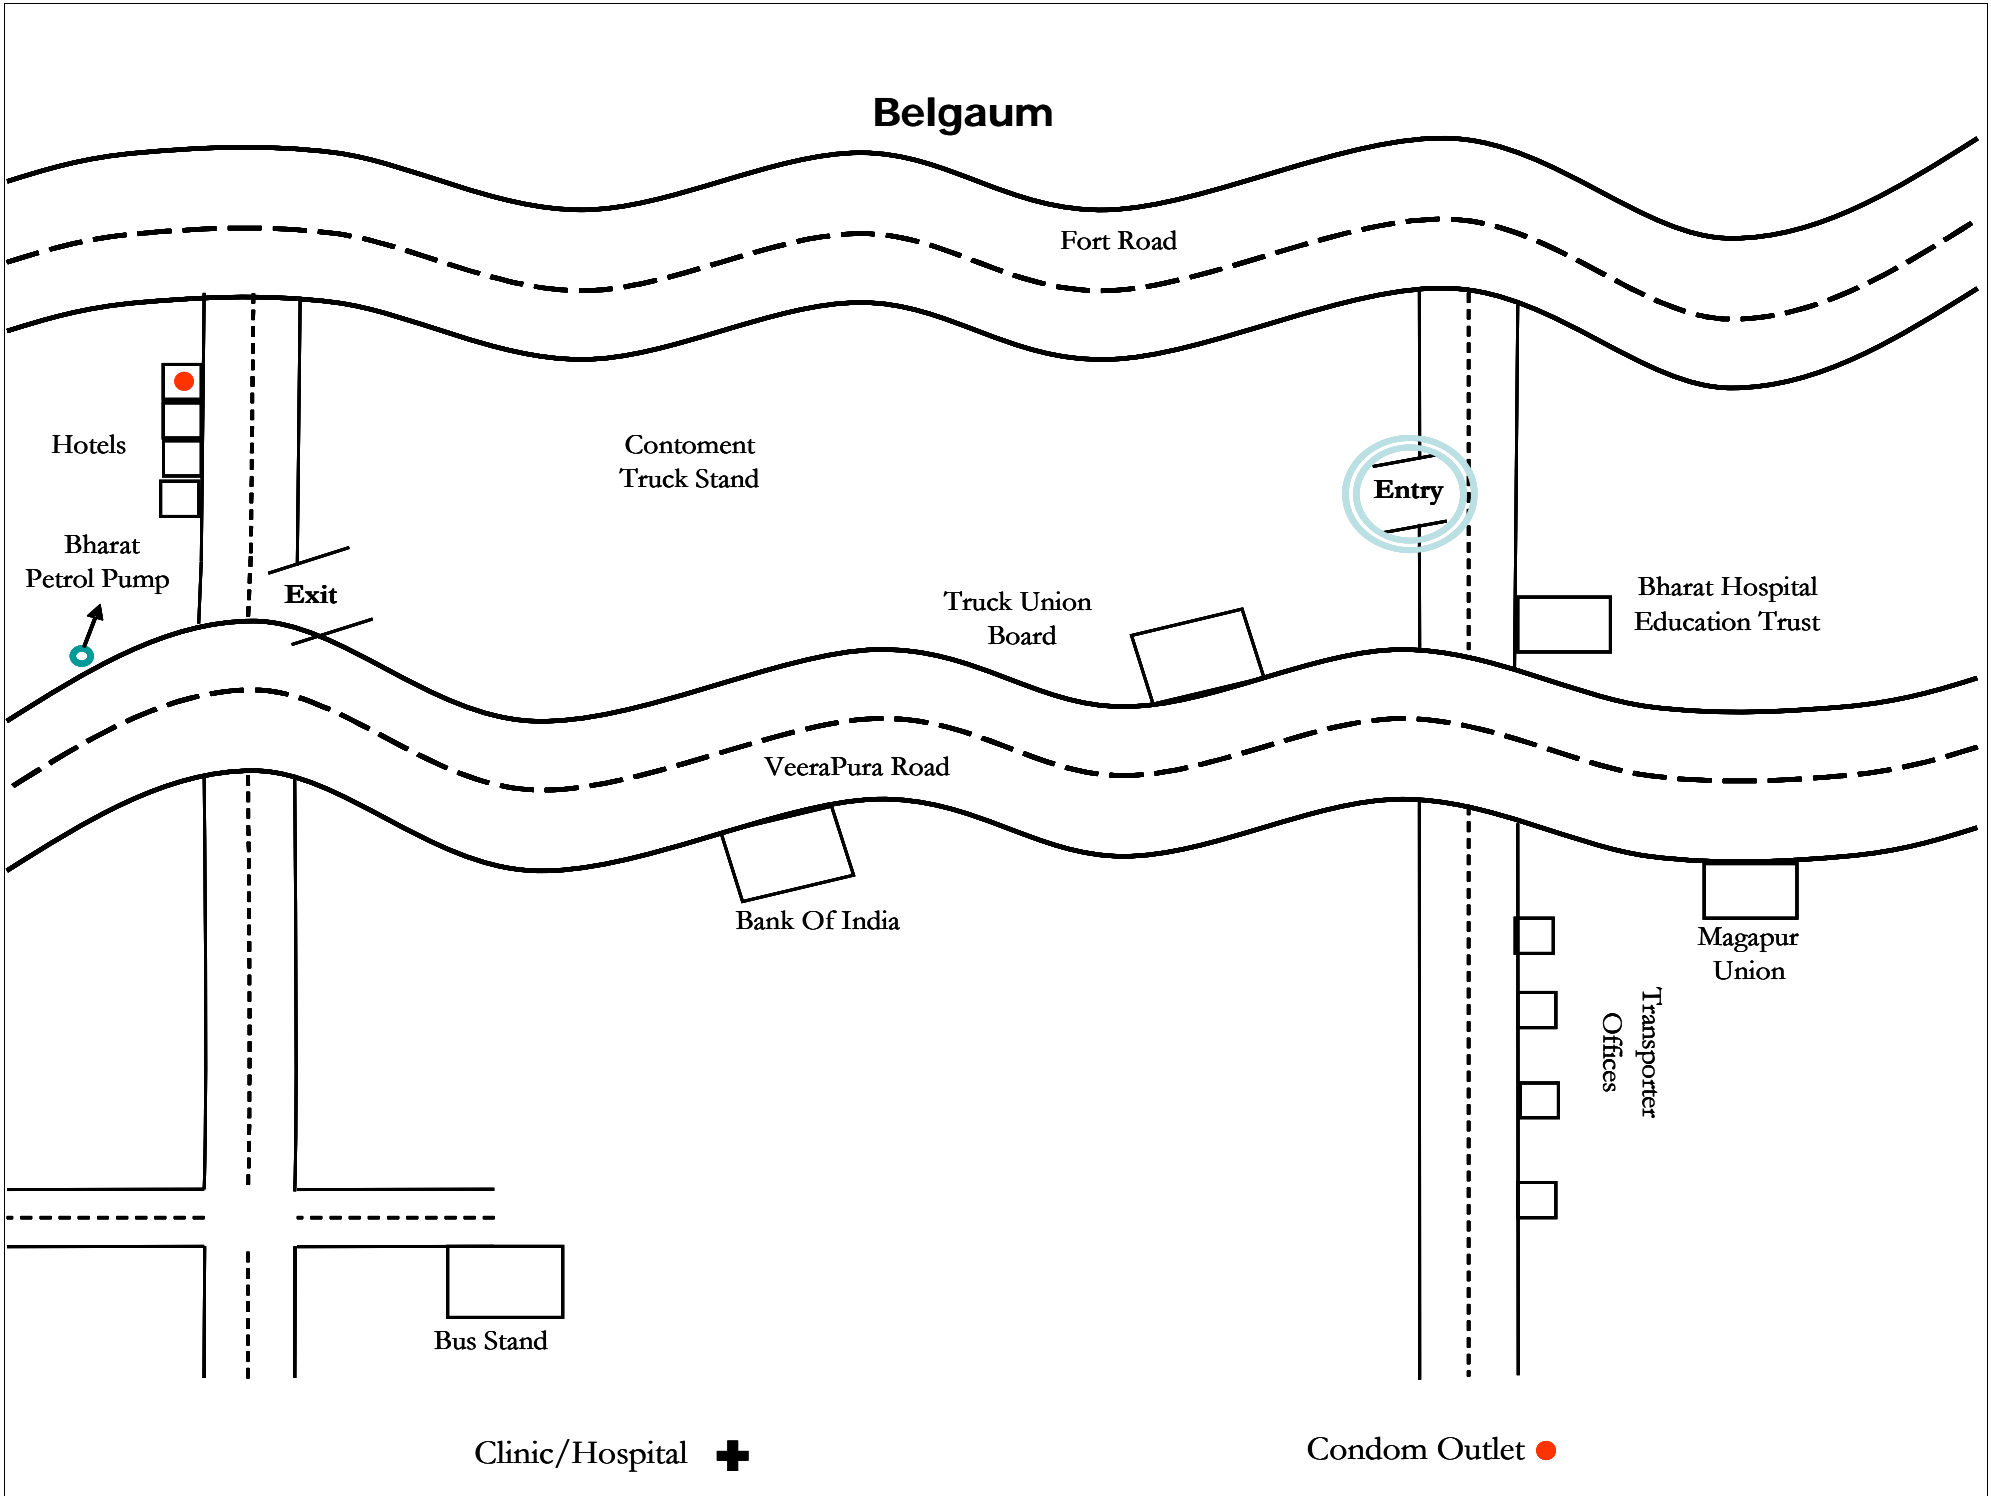 Belgaum
Fort Road
Hotels
Contoment
Truck Stand
Entry
Bharat
Petrol Pump
Exit
Truck Union
Board
Bharat Hospital
Education Trust
VeeraPura Road
Bank Of India
Magapur
Union
Transporter
Offices
Bus Stand
Clinic/Hospital
Condom Outlet